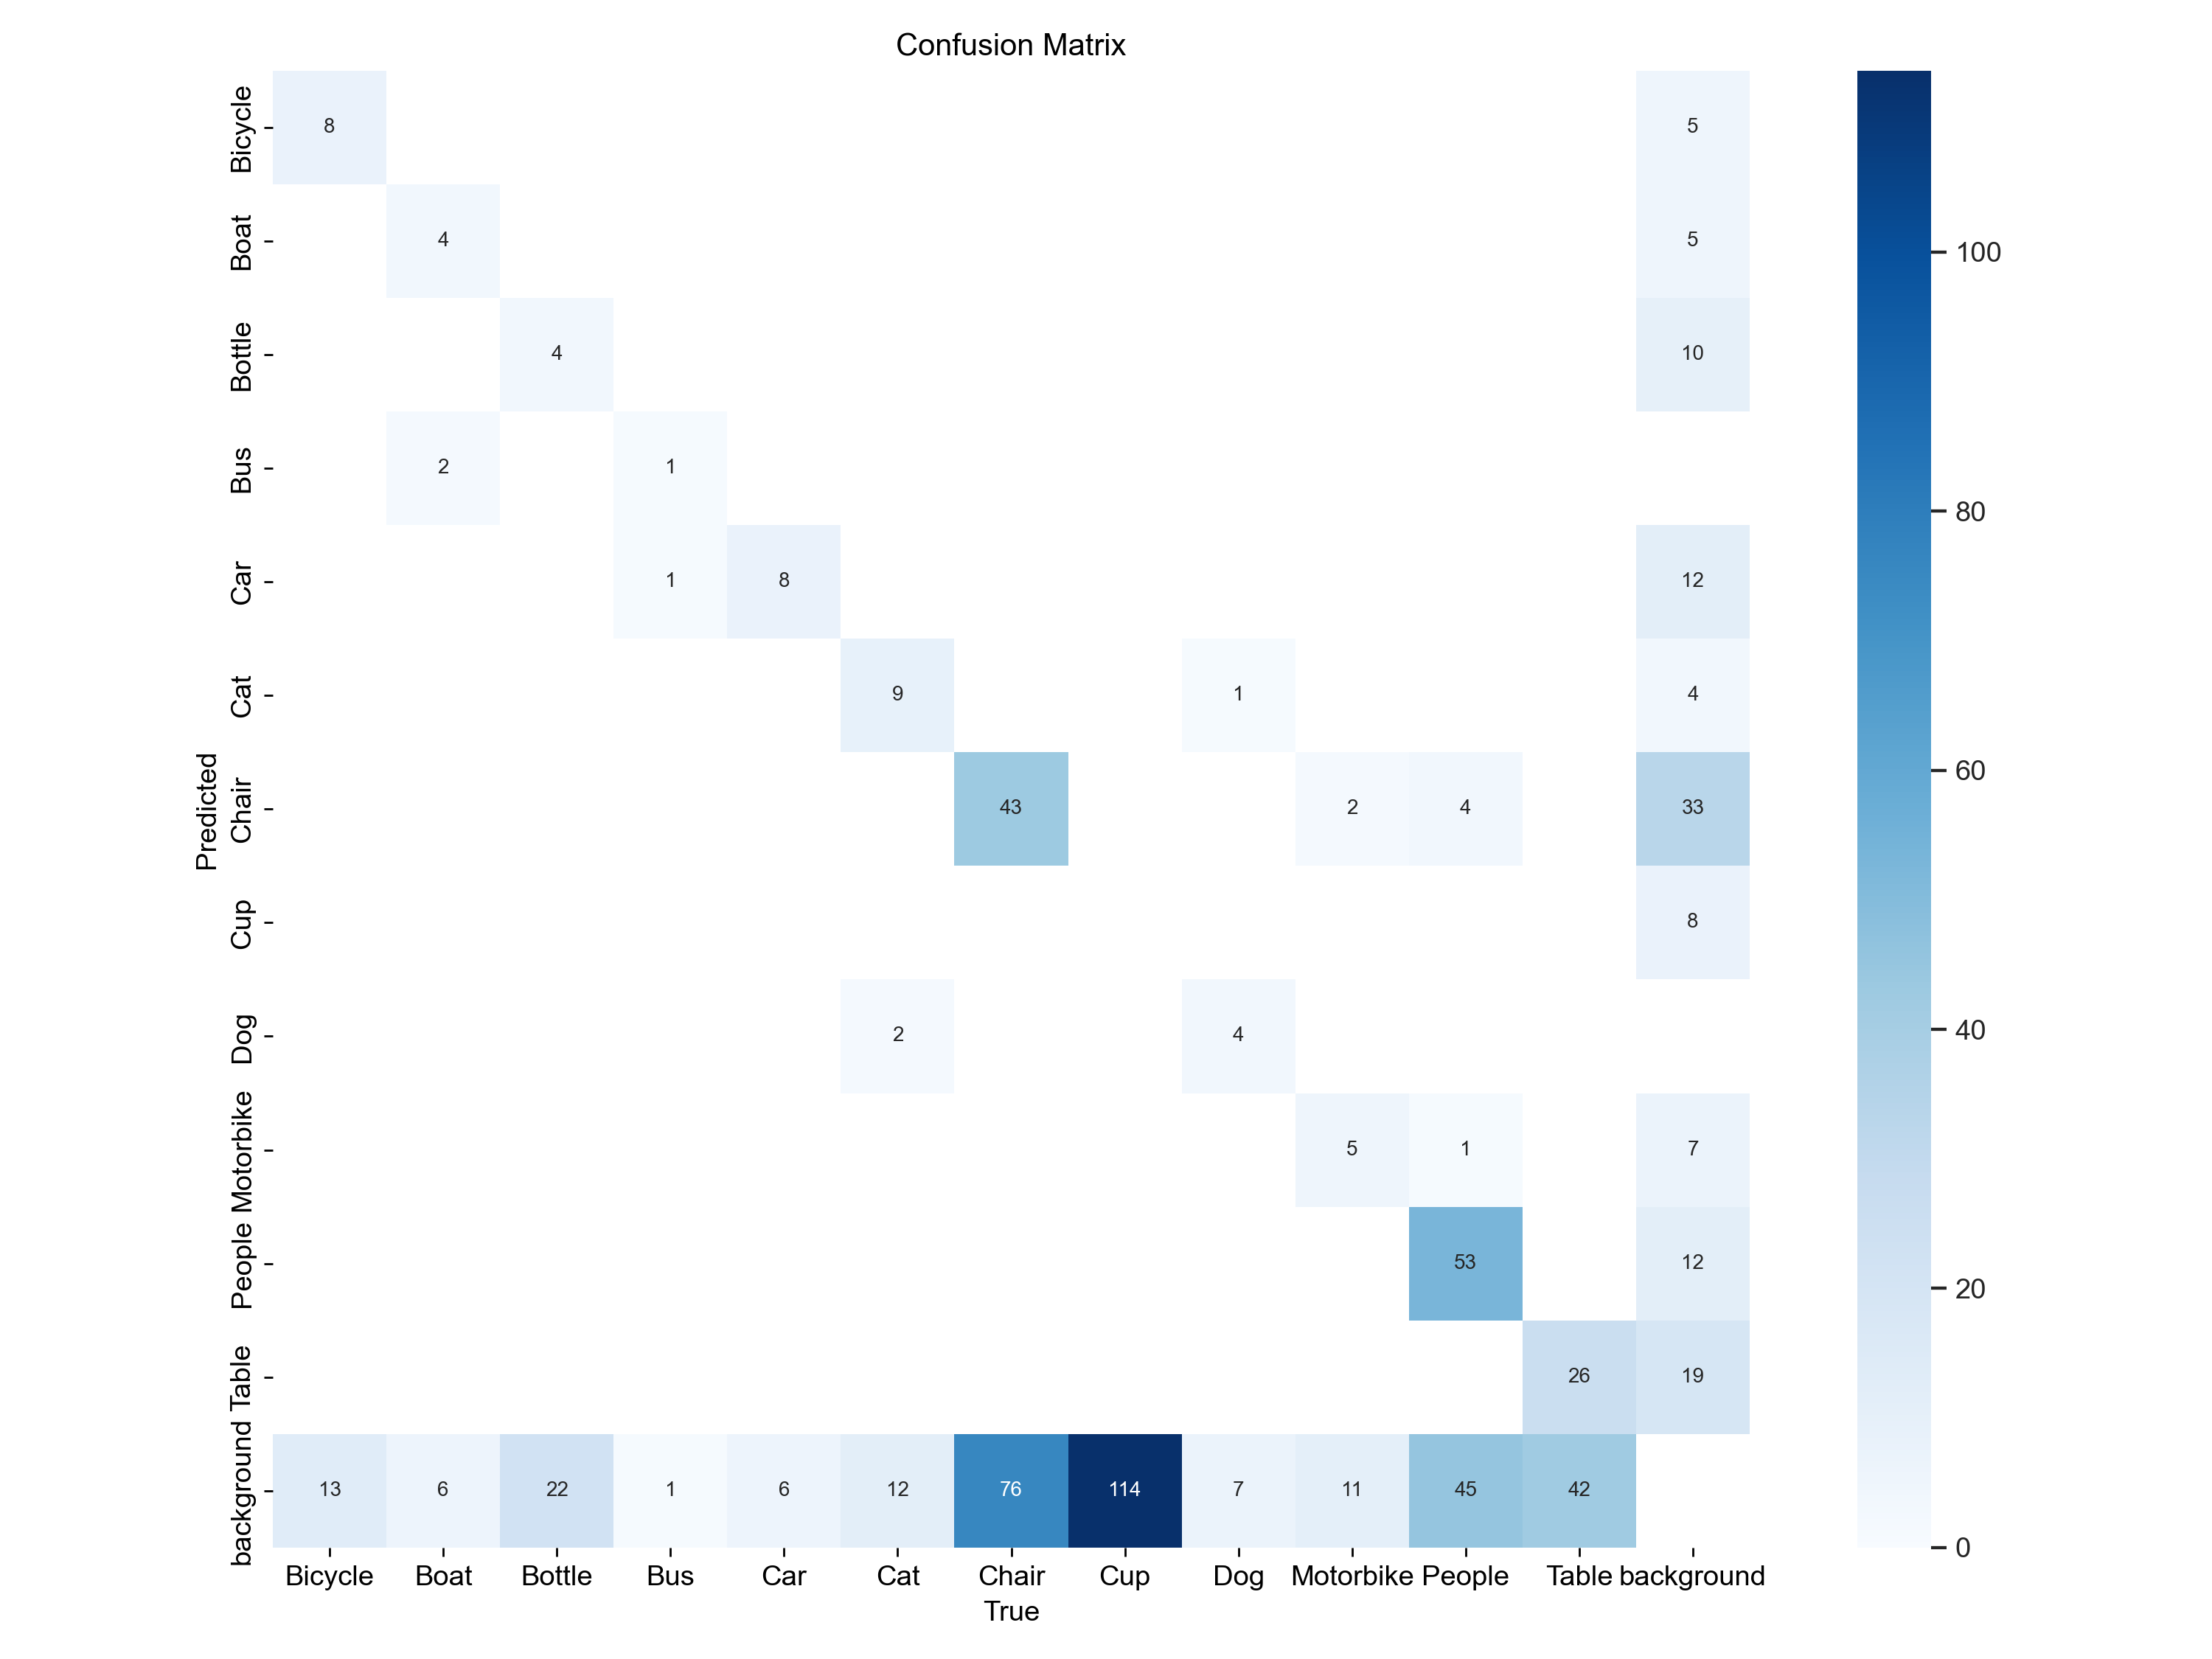 Confusion Matrix
Predicted
Bicycle 8 5
Boat 4 5
Bottle 4 10
Bus 2 1
Car 1 8 12
Cat 9 1 4
Chair 43 2 4 33
Cup 8
Dog 2 4
Motorbike 5 1 7
People 53 12
Table 26 19
background 13 6 22 1 6 12 76 114 7 11 45 42
Bicycle Boat Bottle Bus Car Cat Chair Cup Dog Motorbike People Table background
True
100
80
60
40
20
0